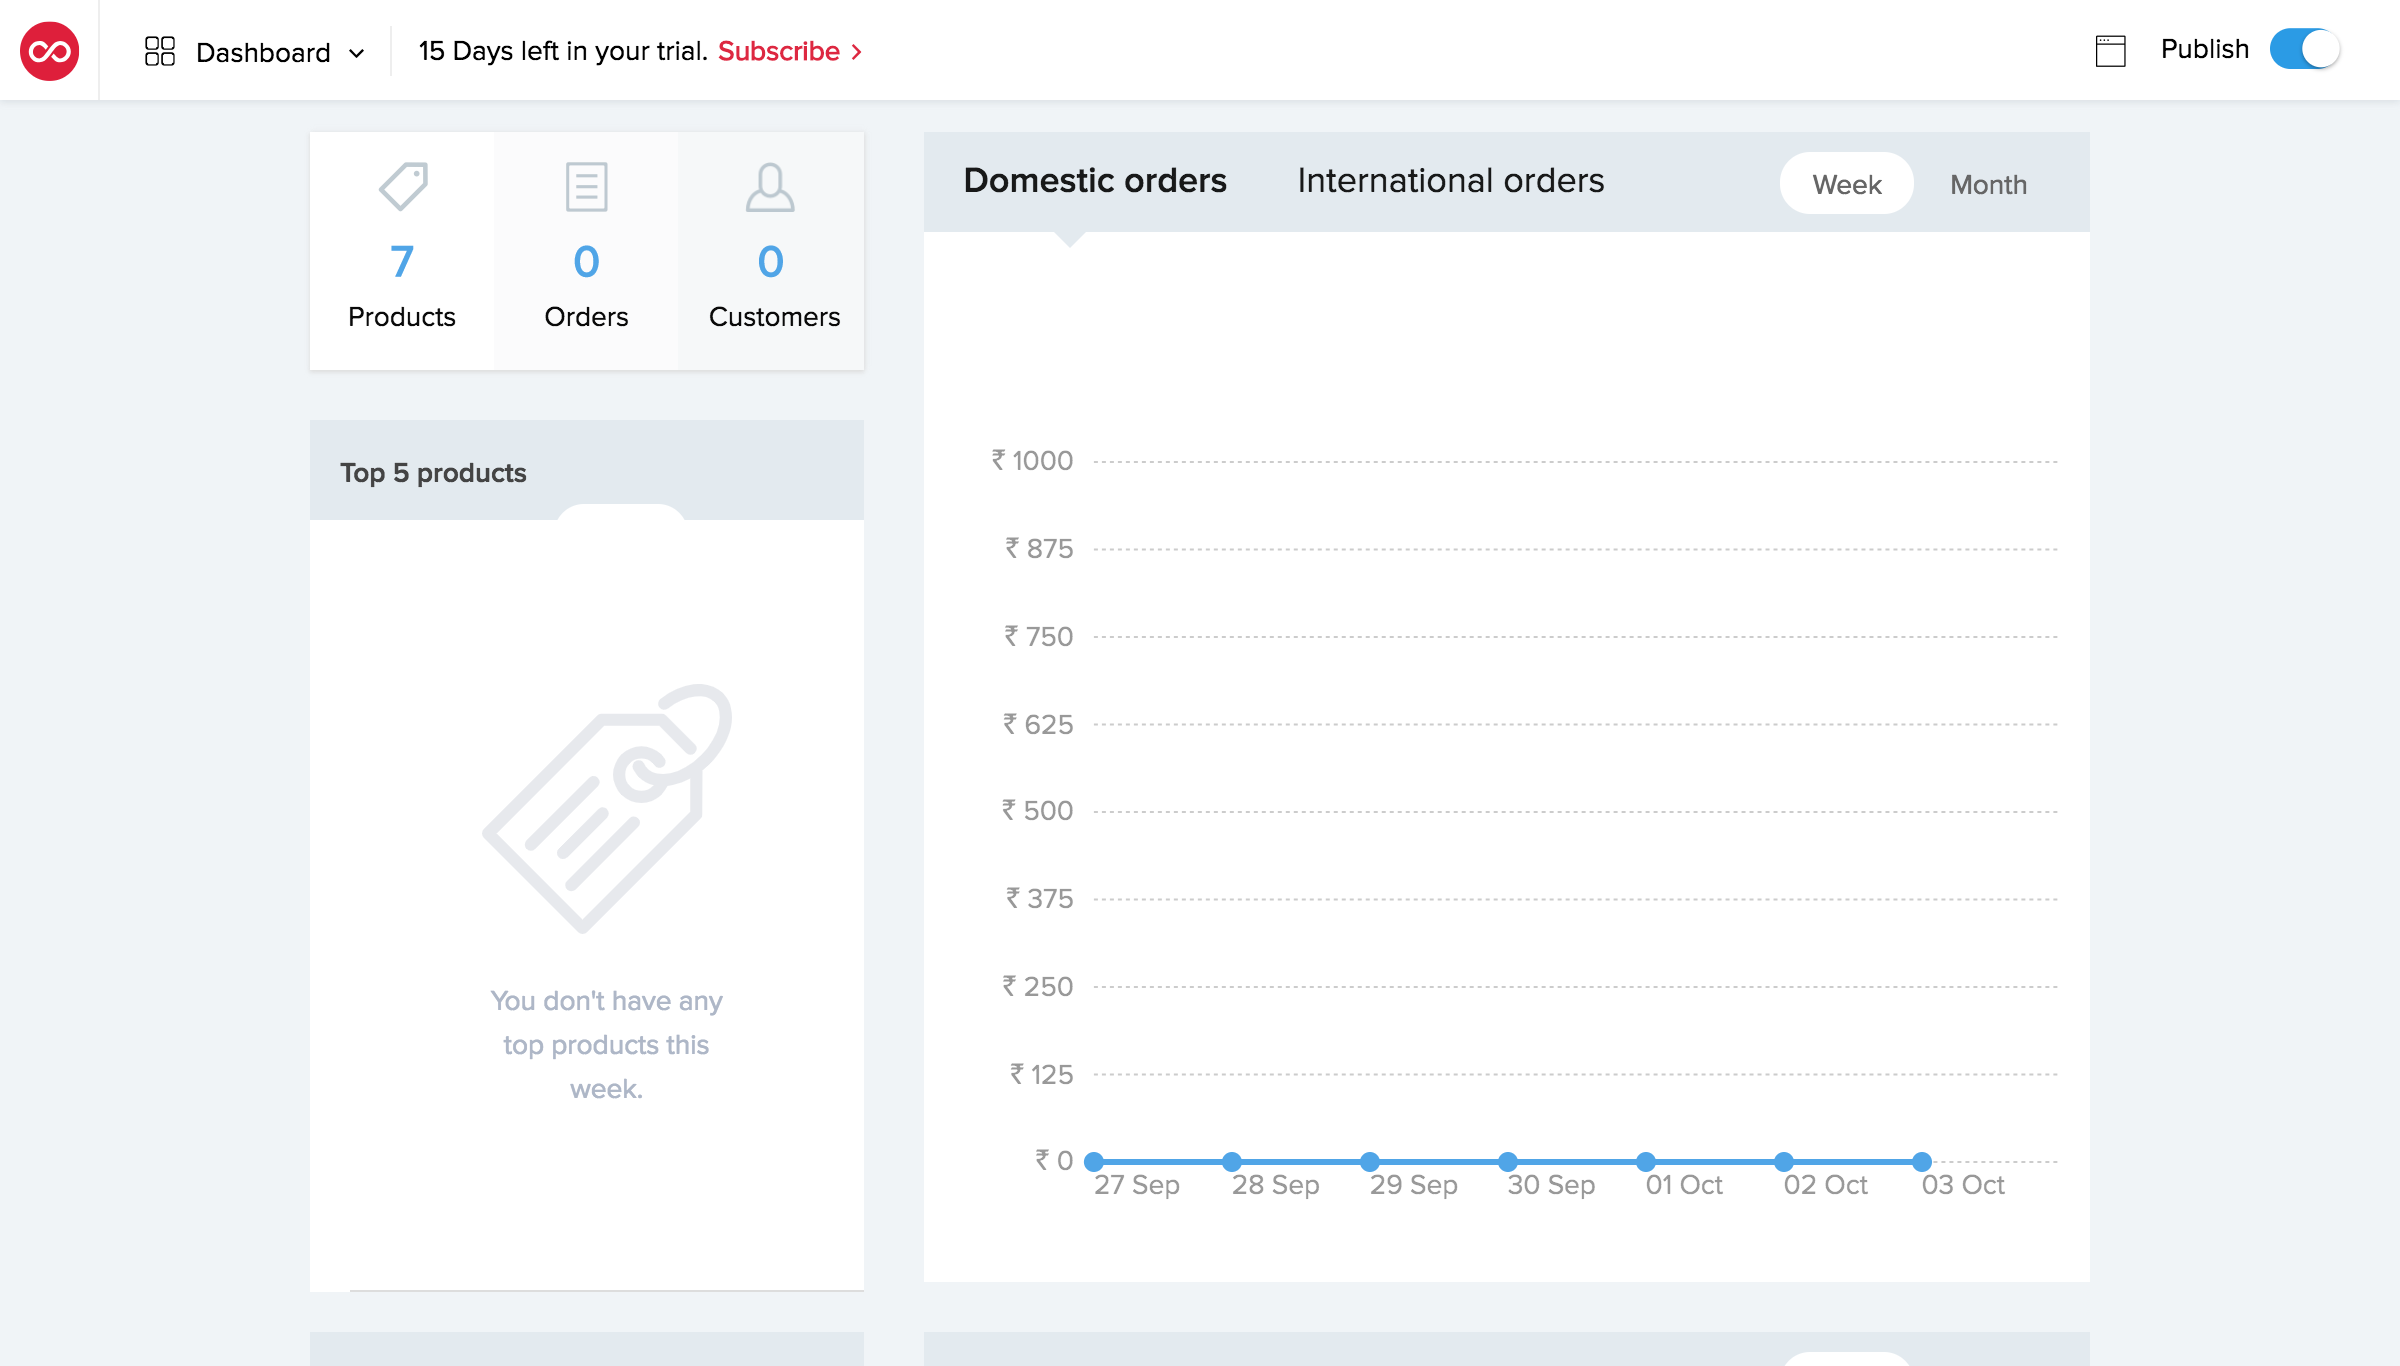 Dashboard
15 Days left in your trial. Subscribe
Publish
7
Products
0
Orders
0
Customers
Top 5 products
You don't have any
top products this
week.
Domestic orders
International orders
Week
Month
₹ 1000
₹ 875
₹ 750
₹ 625
₹ 500
₹ 375
₹ 250
₹ 125
₹ 0
27 Sep
28 Sep
29 Sep
30 Sep
01 Oct
02 Oct
03 Oct